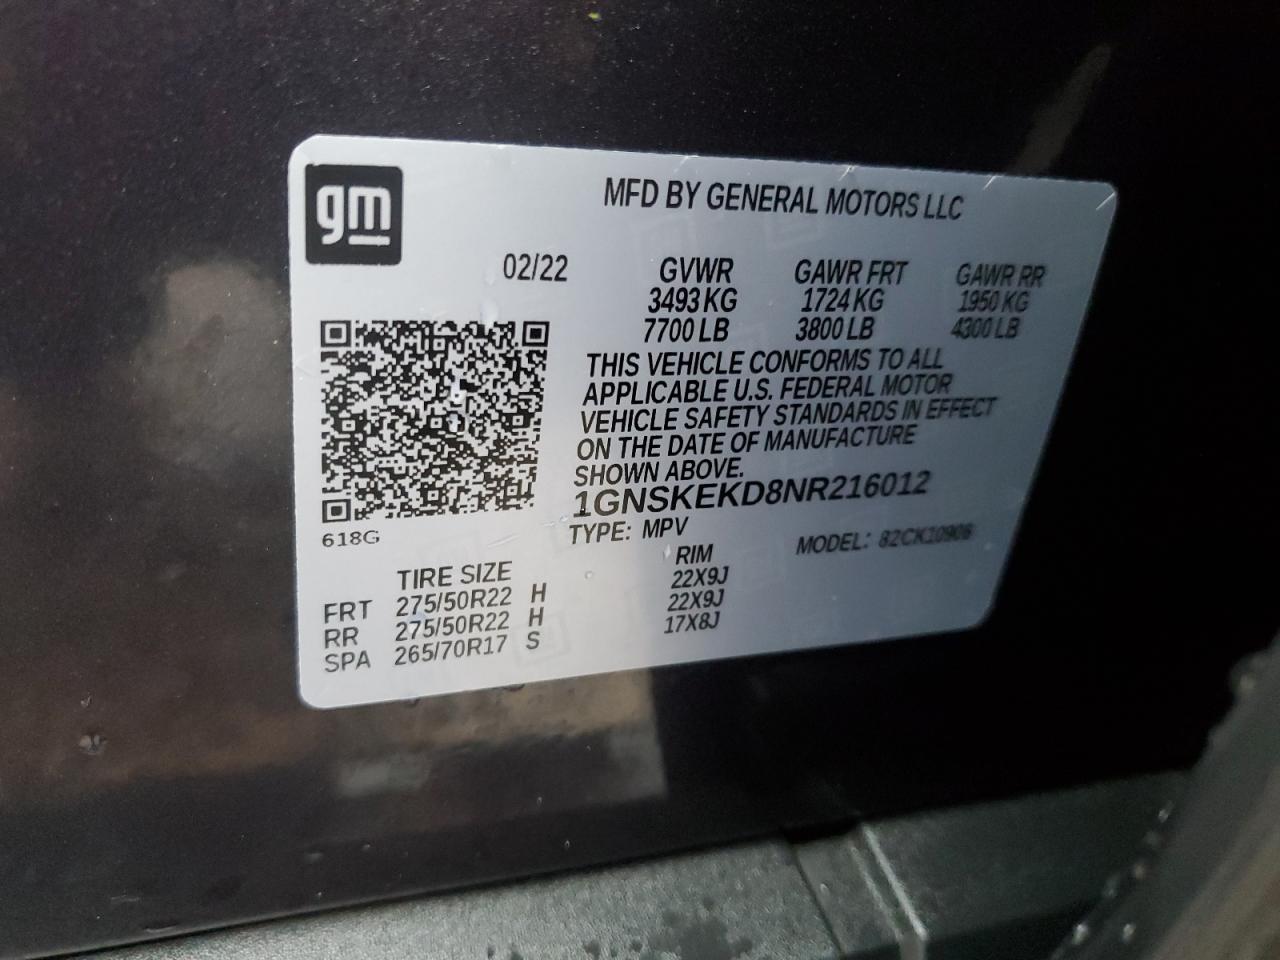 gm
MFD BY GENERAL MOTORS LLC
02/22 GVWR GAWR FRT GAWR RR
3493 KG 1724 KG 1950 KG
7700 LB 3800 LB 4300 LB
THIS VEHICLE CONFORMS TO ALL
APPLICABLE U.S. FEDERAL MOTOR
VEHICLE SAFETY STANDARDS IN EFFECT
ON THE DATE OF MANUFACTURE
SHOWN ABOVE.
1GNSKEKD8NR216012
618G
TYPE: MPV MODEL: 82CK10906
TIRE SIZE RIM
FRT 275/50R22 H 22X9J
RR 275/50R22 H 22X9J
SPA 265/70R17 S 17X8J